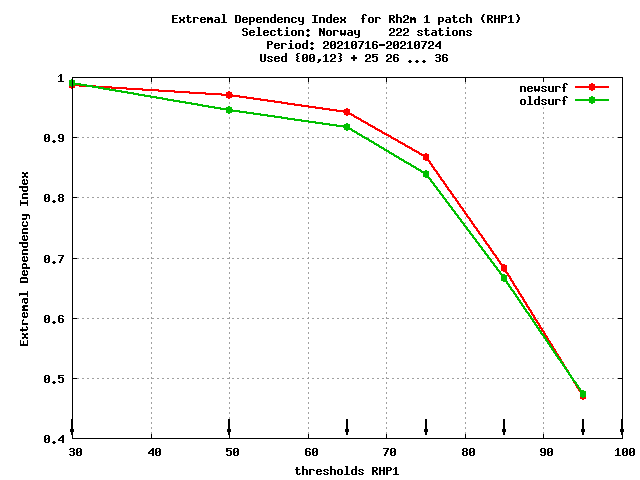 Extremal Dependency Index  for Rh2m 1 patch (RHP1)
Selection: Norway    222 stations
Period: 20210716-20210724
Used {00,12} + 25 26 ... 36
newsurf
oldsurf
Extremal Dependency Index
1
0.9
0.8
0.7
0.6
0.5
0.4
30 40 50 60 70 80 90 100
thresholds RHP1